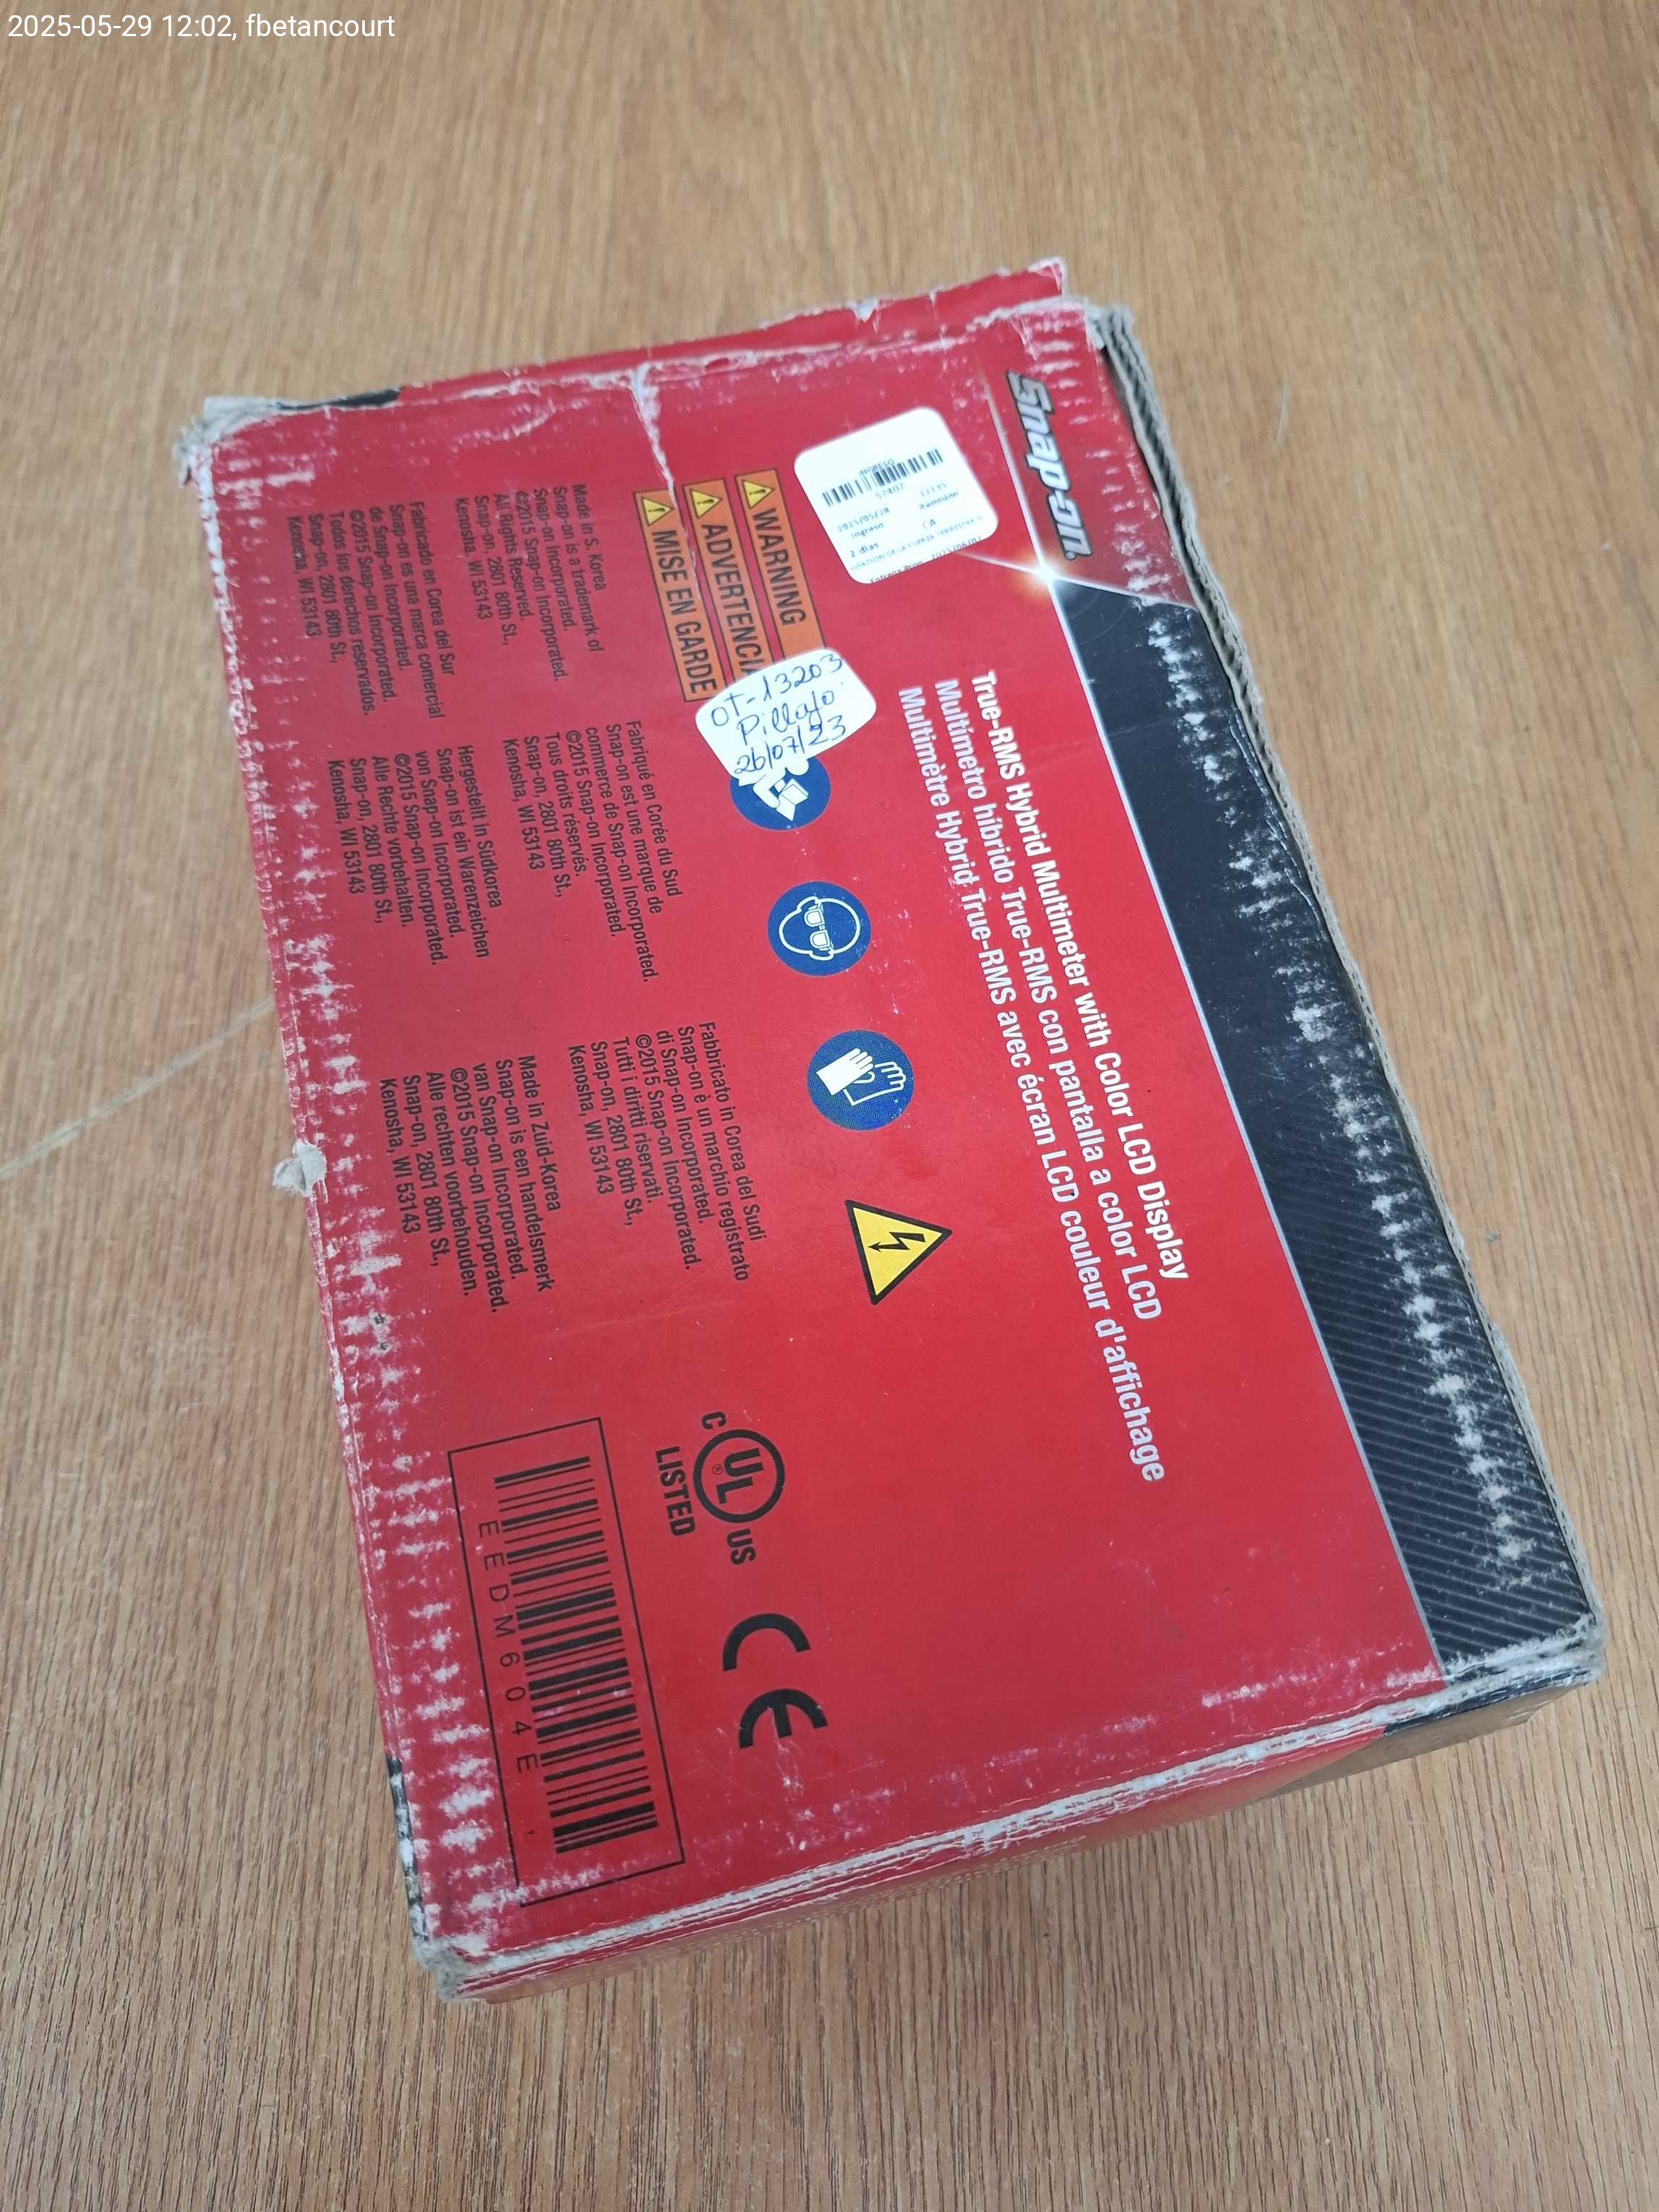 2025-05-29 12:02, fbetancourt
Snap-on.
True-RMS Hybrid Multimeter with Color LCD Display
Multímetro híbrido True-RMS con pantalla a color LCD
Multimètre Hybrid True-RMS avec écran LCD couleur d'affichage
INGRESO
2025/05/28
Ingreso
CA
2 dias
OT-13203
Pillajo
26/07/23
WARNING
ADVERTENCIA
MISE EN GARDE
Made in S. Korea
Snap-on is a trademark of
Snap-on Incorporated.
©2015 Snap-on Incorporated.
All Rights Reserved.
Snap-on, 2801 80th St.,
Kenosha, WI 53143
Fabriqué en Corée du Sud
Snap-on est une marque de
commerce de Snap-on Incorporated.
©2015 Snap-on Incorporated.
Tous droits réservés.
Snap-on, 2801 80th St.,
Kenosha, WI 53143
Fabbricato in Corea del Sudi
Snap-on è un marchio registrato
di Snap-on Incorporated.
©2015 Snap-on Incorporated.
Tutti i diritti riservati.
Snap-on, 2801 80th St.,
Kenosha, WI 53143
Fabricado en Corea del Sur
Snap-on es una marca comercial
de Snap-on Incorporated.
©2015 Snap-on Incorporated.
Todos los derechos reservados.
Snap-on, 2801 80th St.,
Kenosha, WI 53143
Hergestellt in Südkorea
Snap-on ist ein Warenzeichen
von Snap-on Incorporated.
©2015 Snap-on Incorporated.
Alle Rechte vorbehalten.
Snap-on, 2801 80th St.,
Kenosha, WI 53143
Made in Zuid-Korea
Snap-on is een handelsmerk
van Snap-on Incorporated.
©2015 Snap-on Incorporated.
Alle rechten voorbehouden.
Snap-on, 2801 80th St.,
Kenosha, WI 53143
C UL ® US
LISTED
CE
EEDM604E